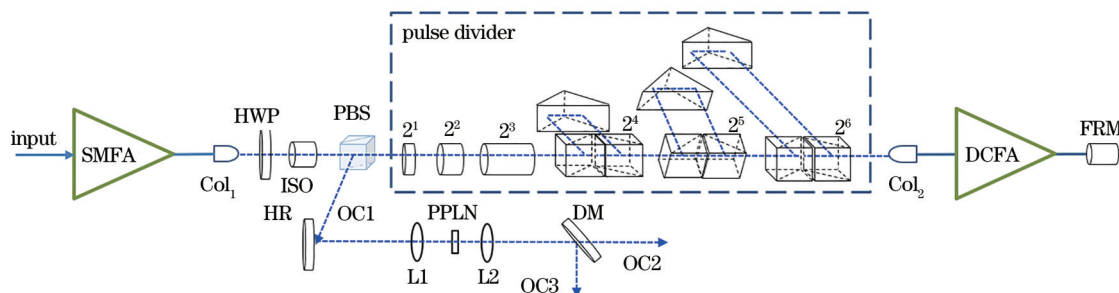 pulse divider
HWP
PBS
2¹
2²
2³
2⁴
2⁵
2⁶
FRM
input
SMFA
DCFA
Col₁
ISO
Col₂
HR
OC1
PPLN
DM
L1
L2
OC2
OC3